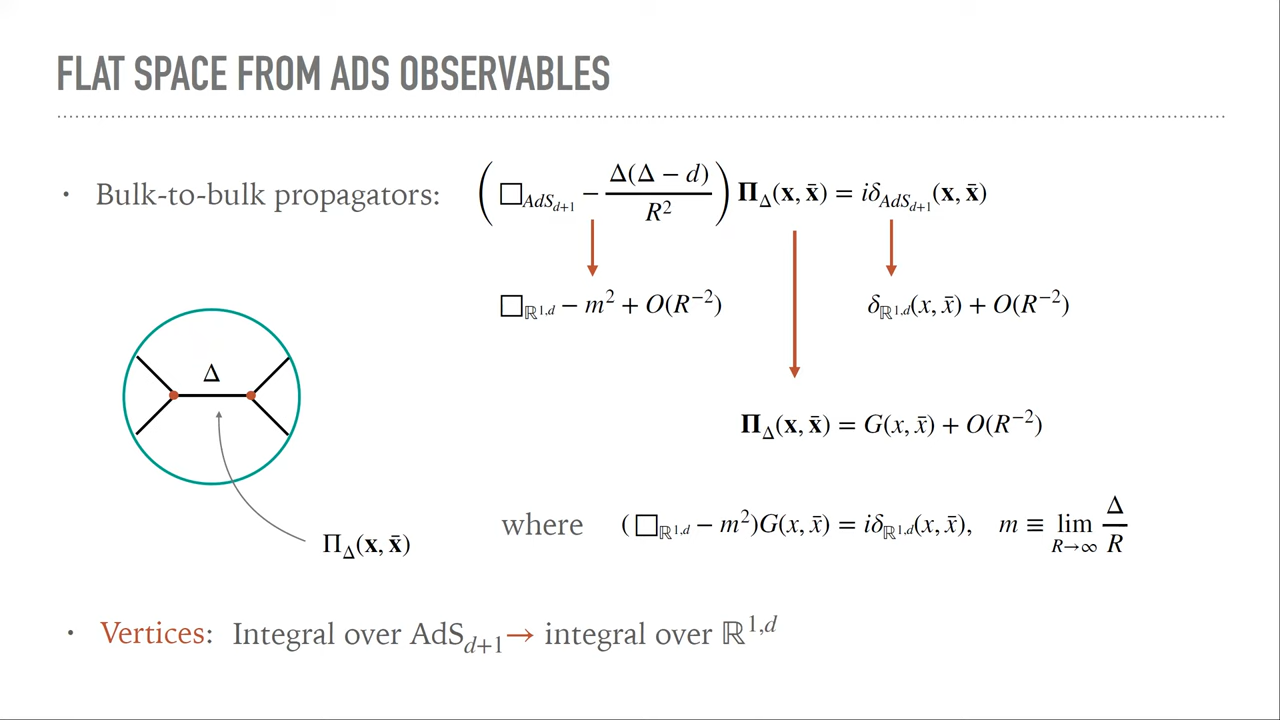 FLAT SPACE FROM ADS OBSERVABLES
• Bulk-to-bulk propagators: (□_{AdS_{d+1}} − Δ(Δ − d)/R²) Π_Δ(x, x̄) = iδ_{AdS_{d+1}}(x, x̄)
□_{ℝ^{1,d}} − m² + O(R⁻²) δ_{ℝ^{1,d}}(x, x̄) + O(R⁻²)
Δ
Π_Δ(x, x̄) = G(x, x̄) + O(R⁻²)
where (□_{ℝ^{1,d}} − m²)G(x, x̄) = iδ_{ℝ^{1,d}}(x, x̄), m ≡ lim_{R→∞} Δ/R
Π_Δ(x, x̄)
• Vertices: Integral over AdS_{d+1} → integral over ℝ^{1,d}